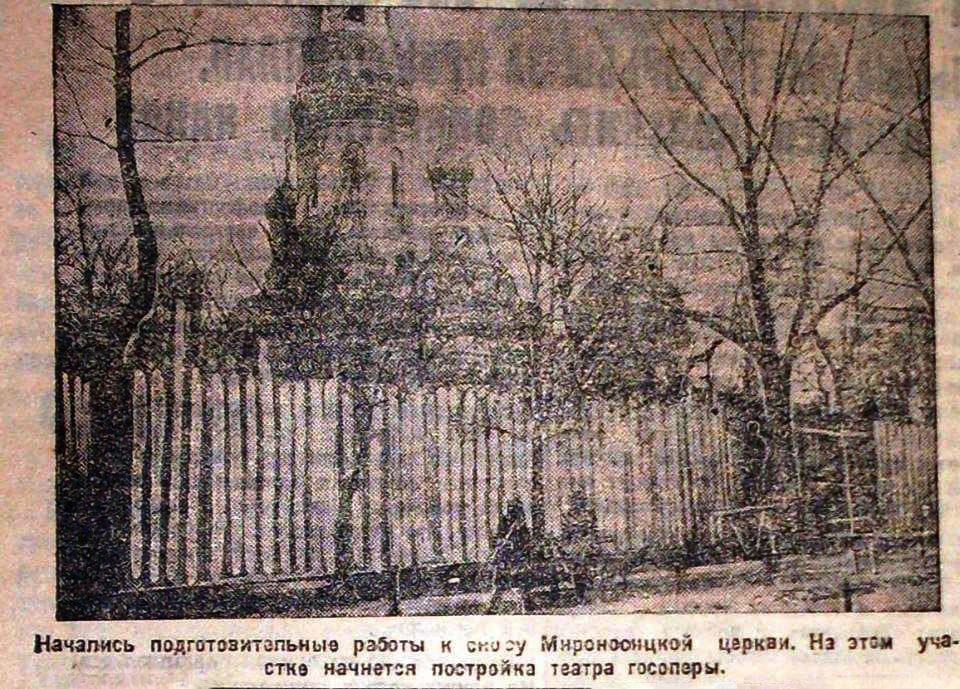 Начались подготовительные работы к сносу Мироносицкой церкви. На этом уча-
стке начнется постройка театра госоперы.